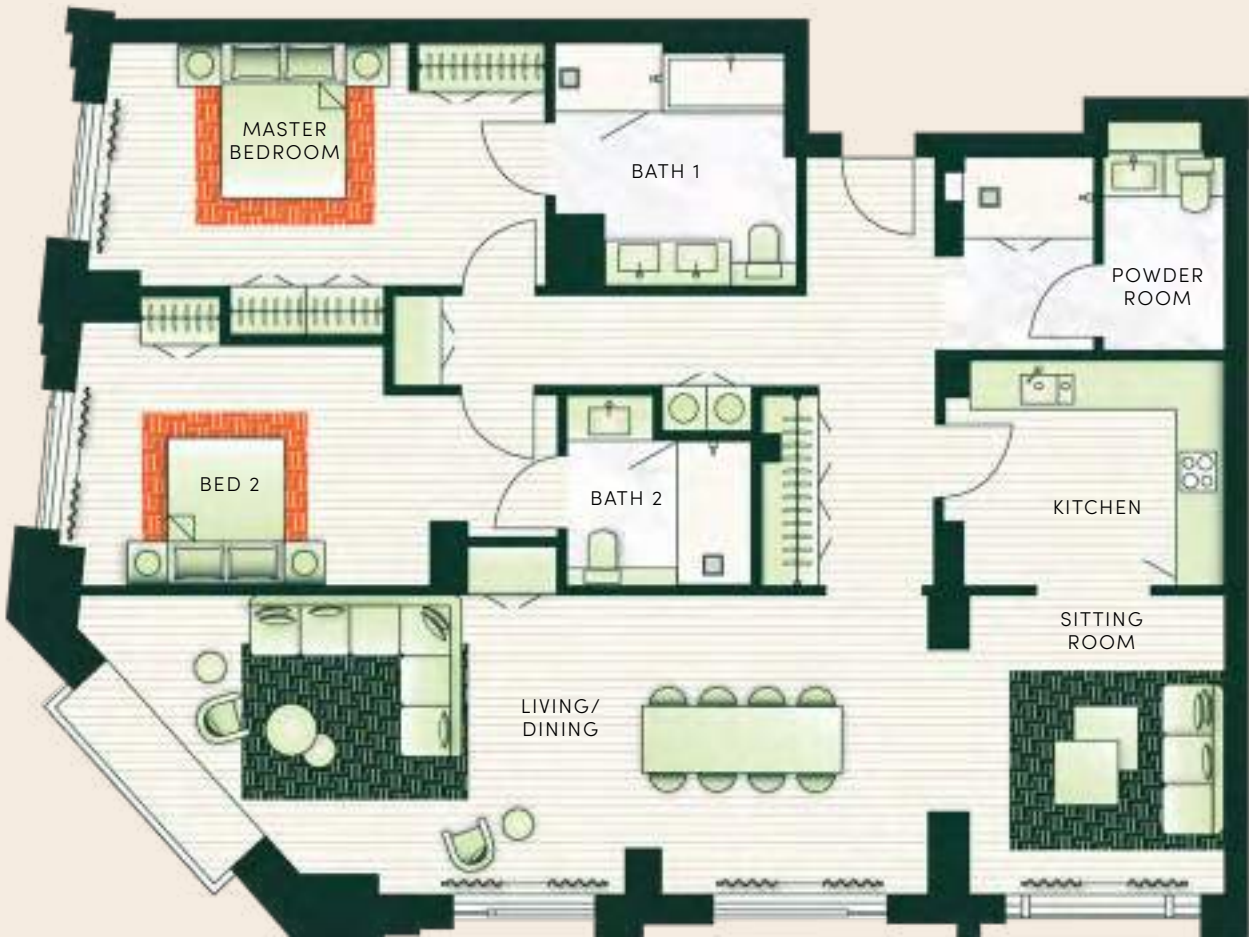 MASTER
BEDROOM
BATH 1
POWDER
ROOM
BED 2
BATH 2
KITCHEN
SITTING
ROOM
LIVING/
DINING